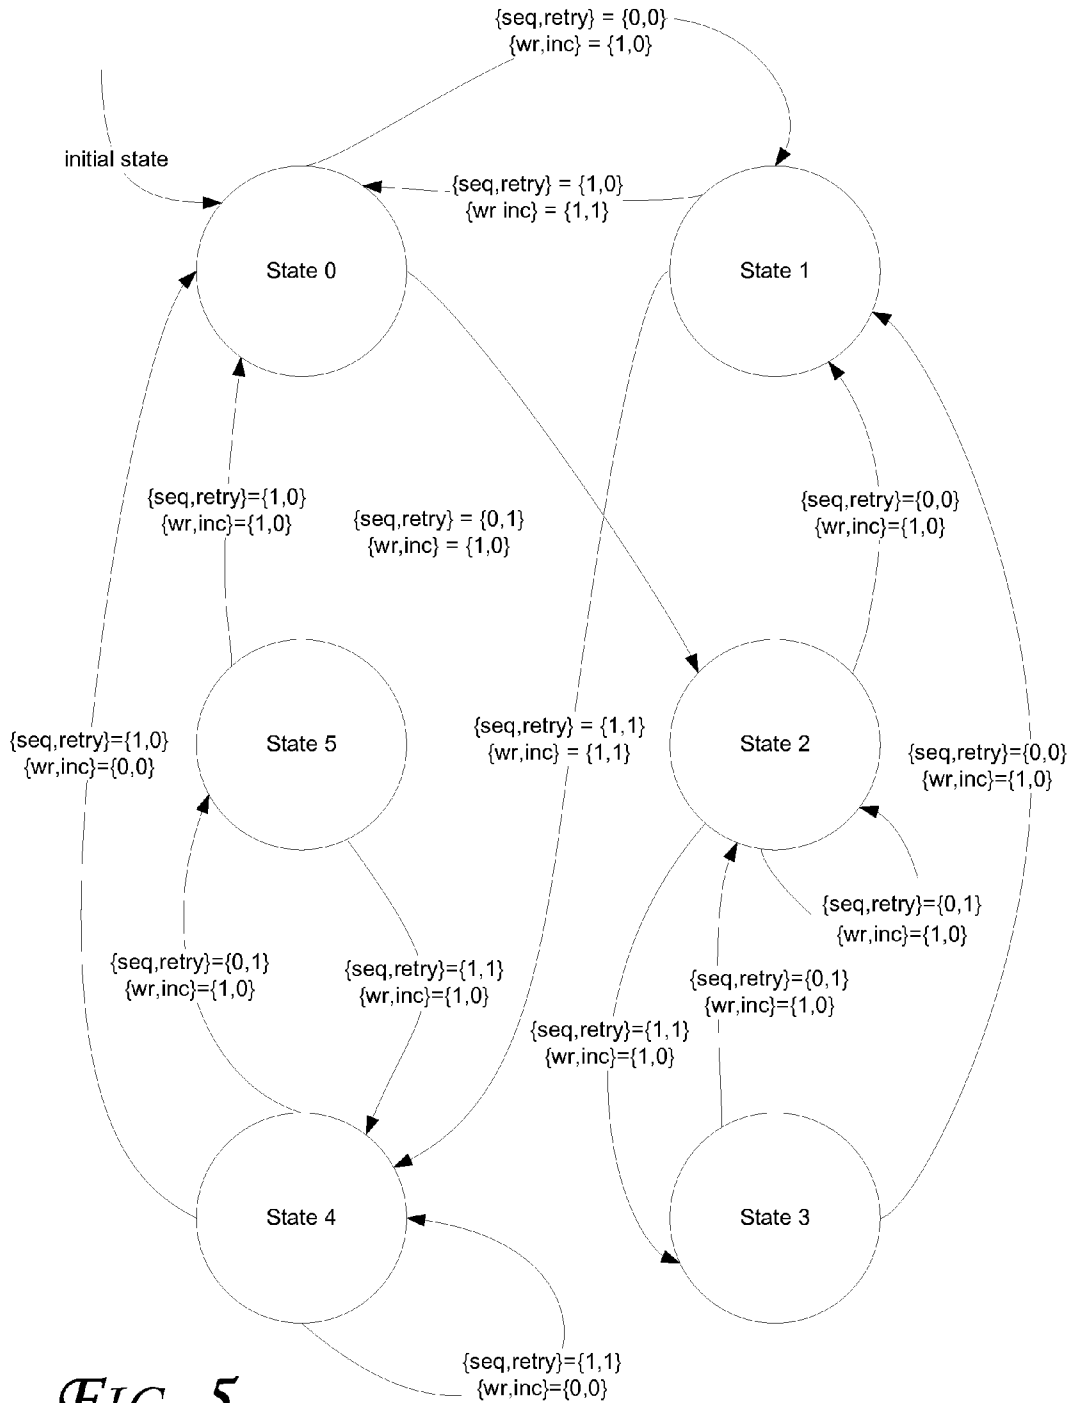 {seq,retry} = {0,0}
{wr,inc} = {1,0}
initial state
{seq,retry} = {1,0}
{wr inc} = {1,1}
State 0
State 1
{seq,retry}={1,0}
{wr,inc}={1,0}
{seq,retry} = {0,1}
{wr,inc} = {1,0}
{seq,retry}={0,0}
{wr,inc}={1,0}
{seq,retry}={1,0}
{wr,inc}={0,0}
State 5
{seq,retry} = {1,1}
{wr,inc} = {1,1}
State 2
{seq,retry}={0,0}
{wr,inc}={1,0}
{seq,retry}={0,1}
{wr,inc}={1,0}
{seq,retry}={0,1}
{wr,inc}={1,0}
{seq,retry}={1,1}
{wr,inc}={1,0}
{seq,retry}={0,1}
{wr,inc}={1,0}
{seq,retry}={1,1}
{wr,inc}={1,0}
State 4
State 3
{seq,retry}={1,1}
{wr,inc}={0,0}
FIG. 5